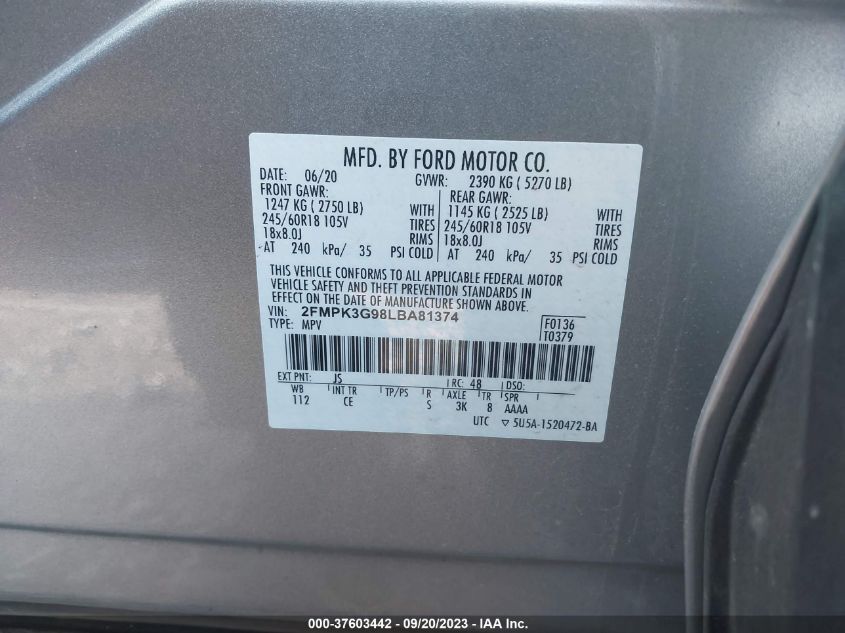 MFD. BY FORD MOTOR CO.
DATE: 06/20 GVWR: 2390 KG ( 5270 LB)
FRONT GAWR: REAR GAWR:
1247 KG ( 2750 LB) WITH 1145 KG ( 2525 LB) WITH
245/60R18 105V TIRES 245/60R18 105V TIRES
18x8.0J RIMS 18x8.0J RIMS
AT 240 kPa/ 35 PSI COLD AT 240 kPa/ 35 PSI COLD
THIS VEHICLE CONFORMS TO ALL APPLICABLE FEDERAL MOTOR
VEHICLE SAFETY AND THEFT PREVENTION STANDARDS IN
EFFECT ON THE DATE OF MANUFACTURE SHOWN ABOVE.
VIN: 2FMPK3G98LBA81374 F0136
TYPE: MPV T0379
EXT PNT: JS RC: 48 DSO:
WB INT TR TP/PS R AXLE TR SPR
112 CE S 3K 8 AAAA
UTC ▽ 5U5A-1520472-BA
000-37603442 - 09/20/2023 - IAA Inc.